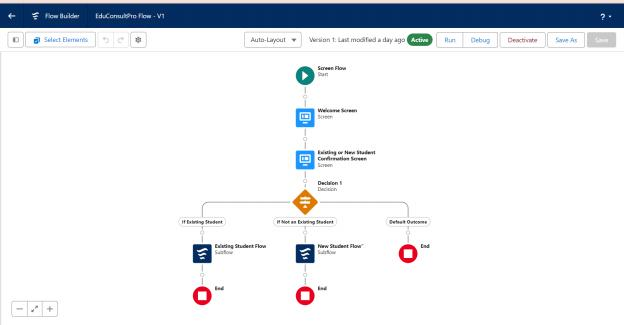 Flow Builder EduConsultPro Flow - V1 ?
Select Elements Auto-Layout Version 1: Last modified a day ago Active Run Debug Deactivate Save As Save
Screen Flow
Start
Welcome Screen
Screen
Existing or New Student
Confirmation Screen
Screen
Decision 1
Decision
If Existing Student If Not an Existing Student Default Outcome
Existing Student Flow New Student Flow" End
Subflow Subflow
End End